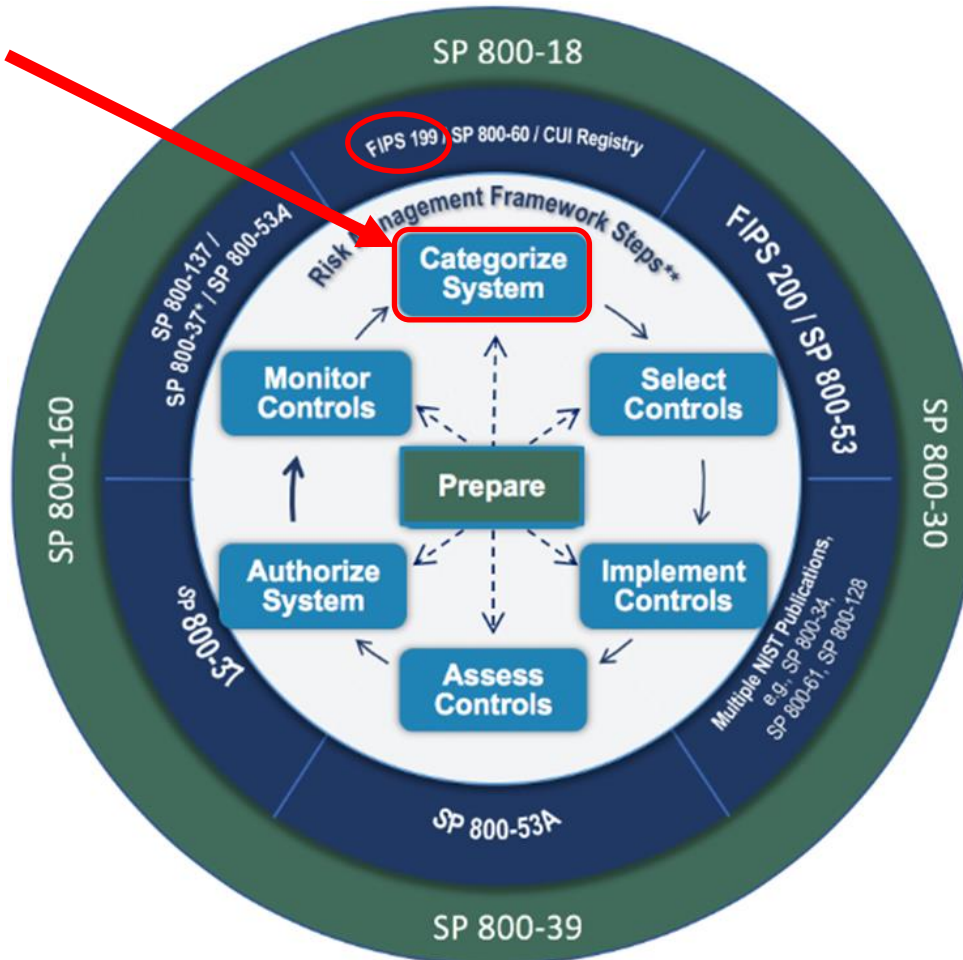 SP 800-18
FIPS 199 / SP 800-60 / CUI Registry
FIPS 200 / SP 800-53
SP 800-30
Multiple NIST Publications,
e.g., SP 800-34,
SP 800-61, SP 800-128
SP 800-39
SP 800-53A
SP 800-37
SP 800-160
SP 800-137 /
SP 800-37* / SP 800-53A
Risk Management Framework Steps**
Categorize
System
Select
Controls
Implement
Controls
Assess
Controls
Authorize
System
Monitor
Controls
Prepare